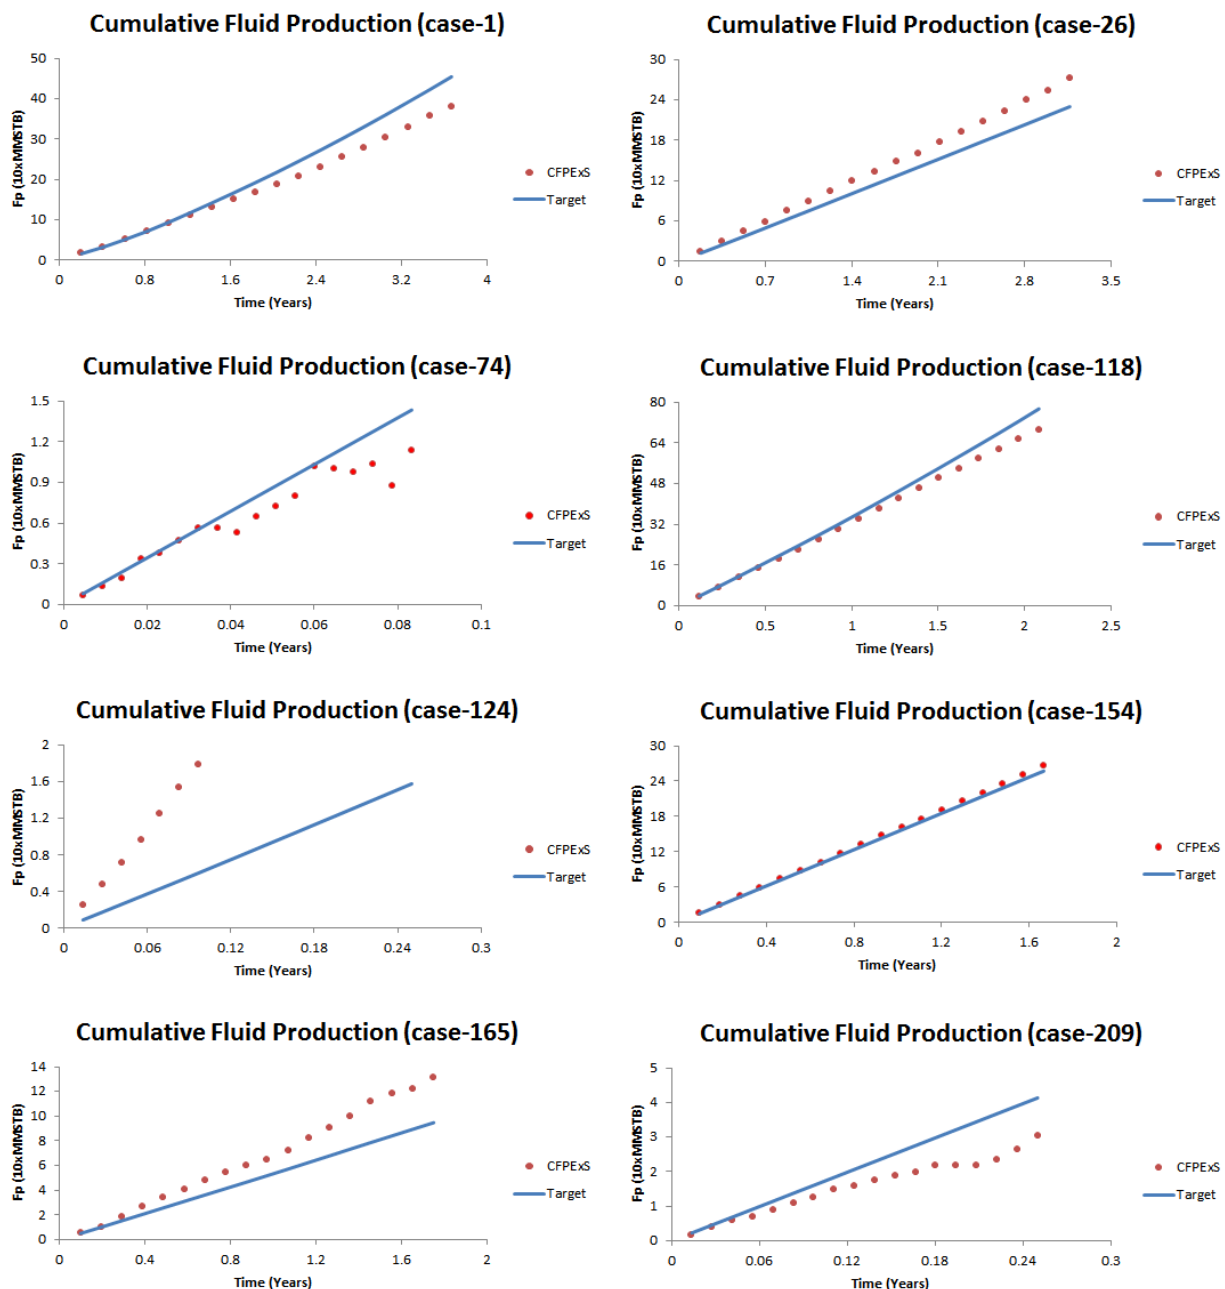 Cumulative Fluid Production (case-1)
50
40
30
20
10
0
Fp (10xMMSTB)
0 0.8 1.6 2.4 3.2 4
Time (Years)
CFPExS
Target
Cumulative Fluid Production (case-26)
30
24
18
12
6
0
Fp (10xMMSTB)
0 0.7 1.4 2.1 2.8 3.5
Time (Years)
CFPExS
Target
Cumulative Fluid Production (case-74)
1.5
1.2
0.9
0.6
0.3
0
Fp (10xMMSTB)
0 0.02 0.04 0.06 0.08 0.1
Time (Years)
CFPExS
Target
Cumulative Fluid Production (case-118)
80
64
48
32
16
0
Fp (10xMMSTB)
0 0.5 1 1.5 2 2.5
Time (Years)
CFPExS
Target
Cumulative Fluid Production (case-124)
2
1.6
1.2
0.8
0.4
0
Fp (10xMMSTB)
0 0.06 0.12 0.18 0.24 0.3
Time (Years)
CFPExS
Target
Cumulative Fluid Production (case-154)
30
24
18
12
6
0
Fp (10xMMSTB)
0 0.4 0.8 1.2 1.6 2
Time (Years)
CFPExS
Target
Cumulative Fluid Production (case-165)
14
12
10
8
6
4
2
0
Fp (10xMMSTB)
0 0.4 0.8 1.2 1.6 2
Time (Years)
CFPExS
Target
Cumulative Fluid Production (case-209)
5
4
3
2
1
0
Fp (10xMMSTB)
0 0.06 0.12 0.18 0.24 0.3
Time (Years)
CFPExS
Target